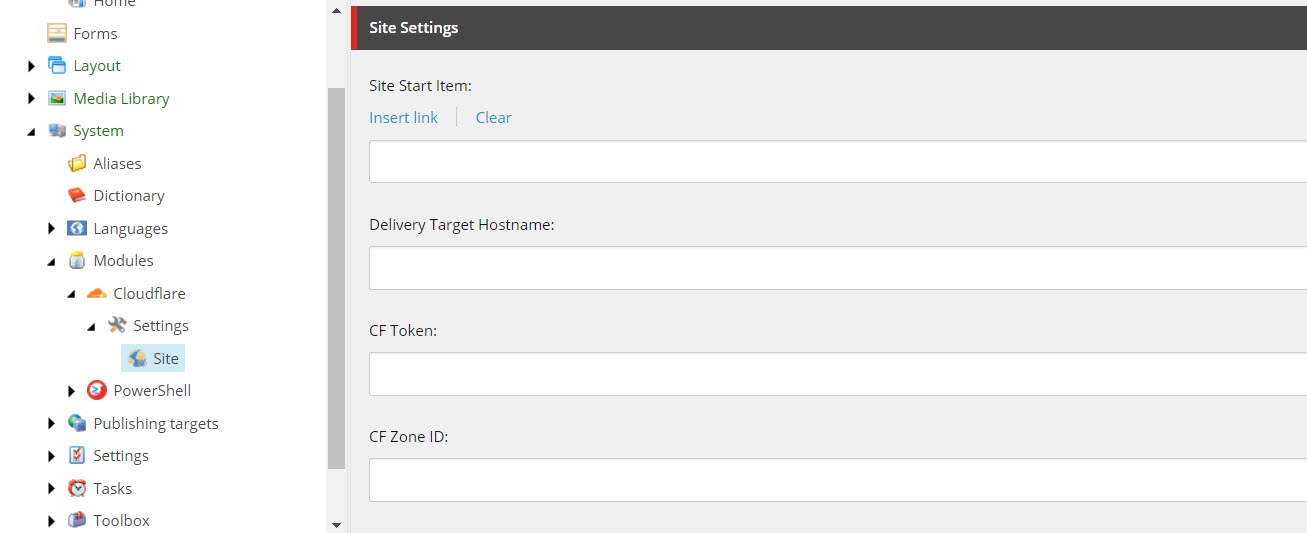 Home
Forms
Layout
Media Library
System
Aliases
Dictionary
Languages
Modules
Cloudflare
Settings
Site
PowerShell
Publishing targets
Settings
Tasks
Toolbox
Site Settings
Site Start Item:
Insert link Clear
Delivery Target Hostname:
CF Token:
CF Zone ID: